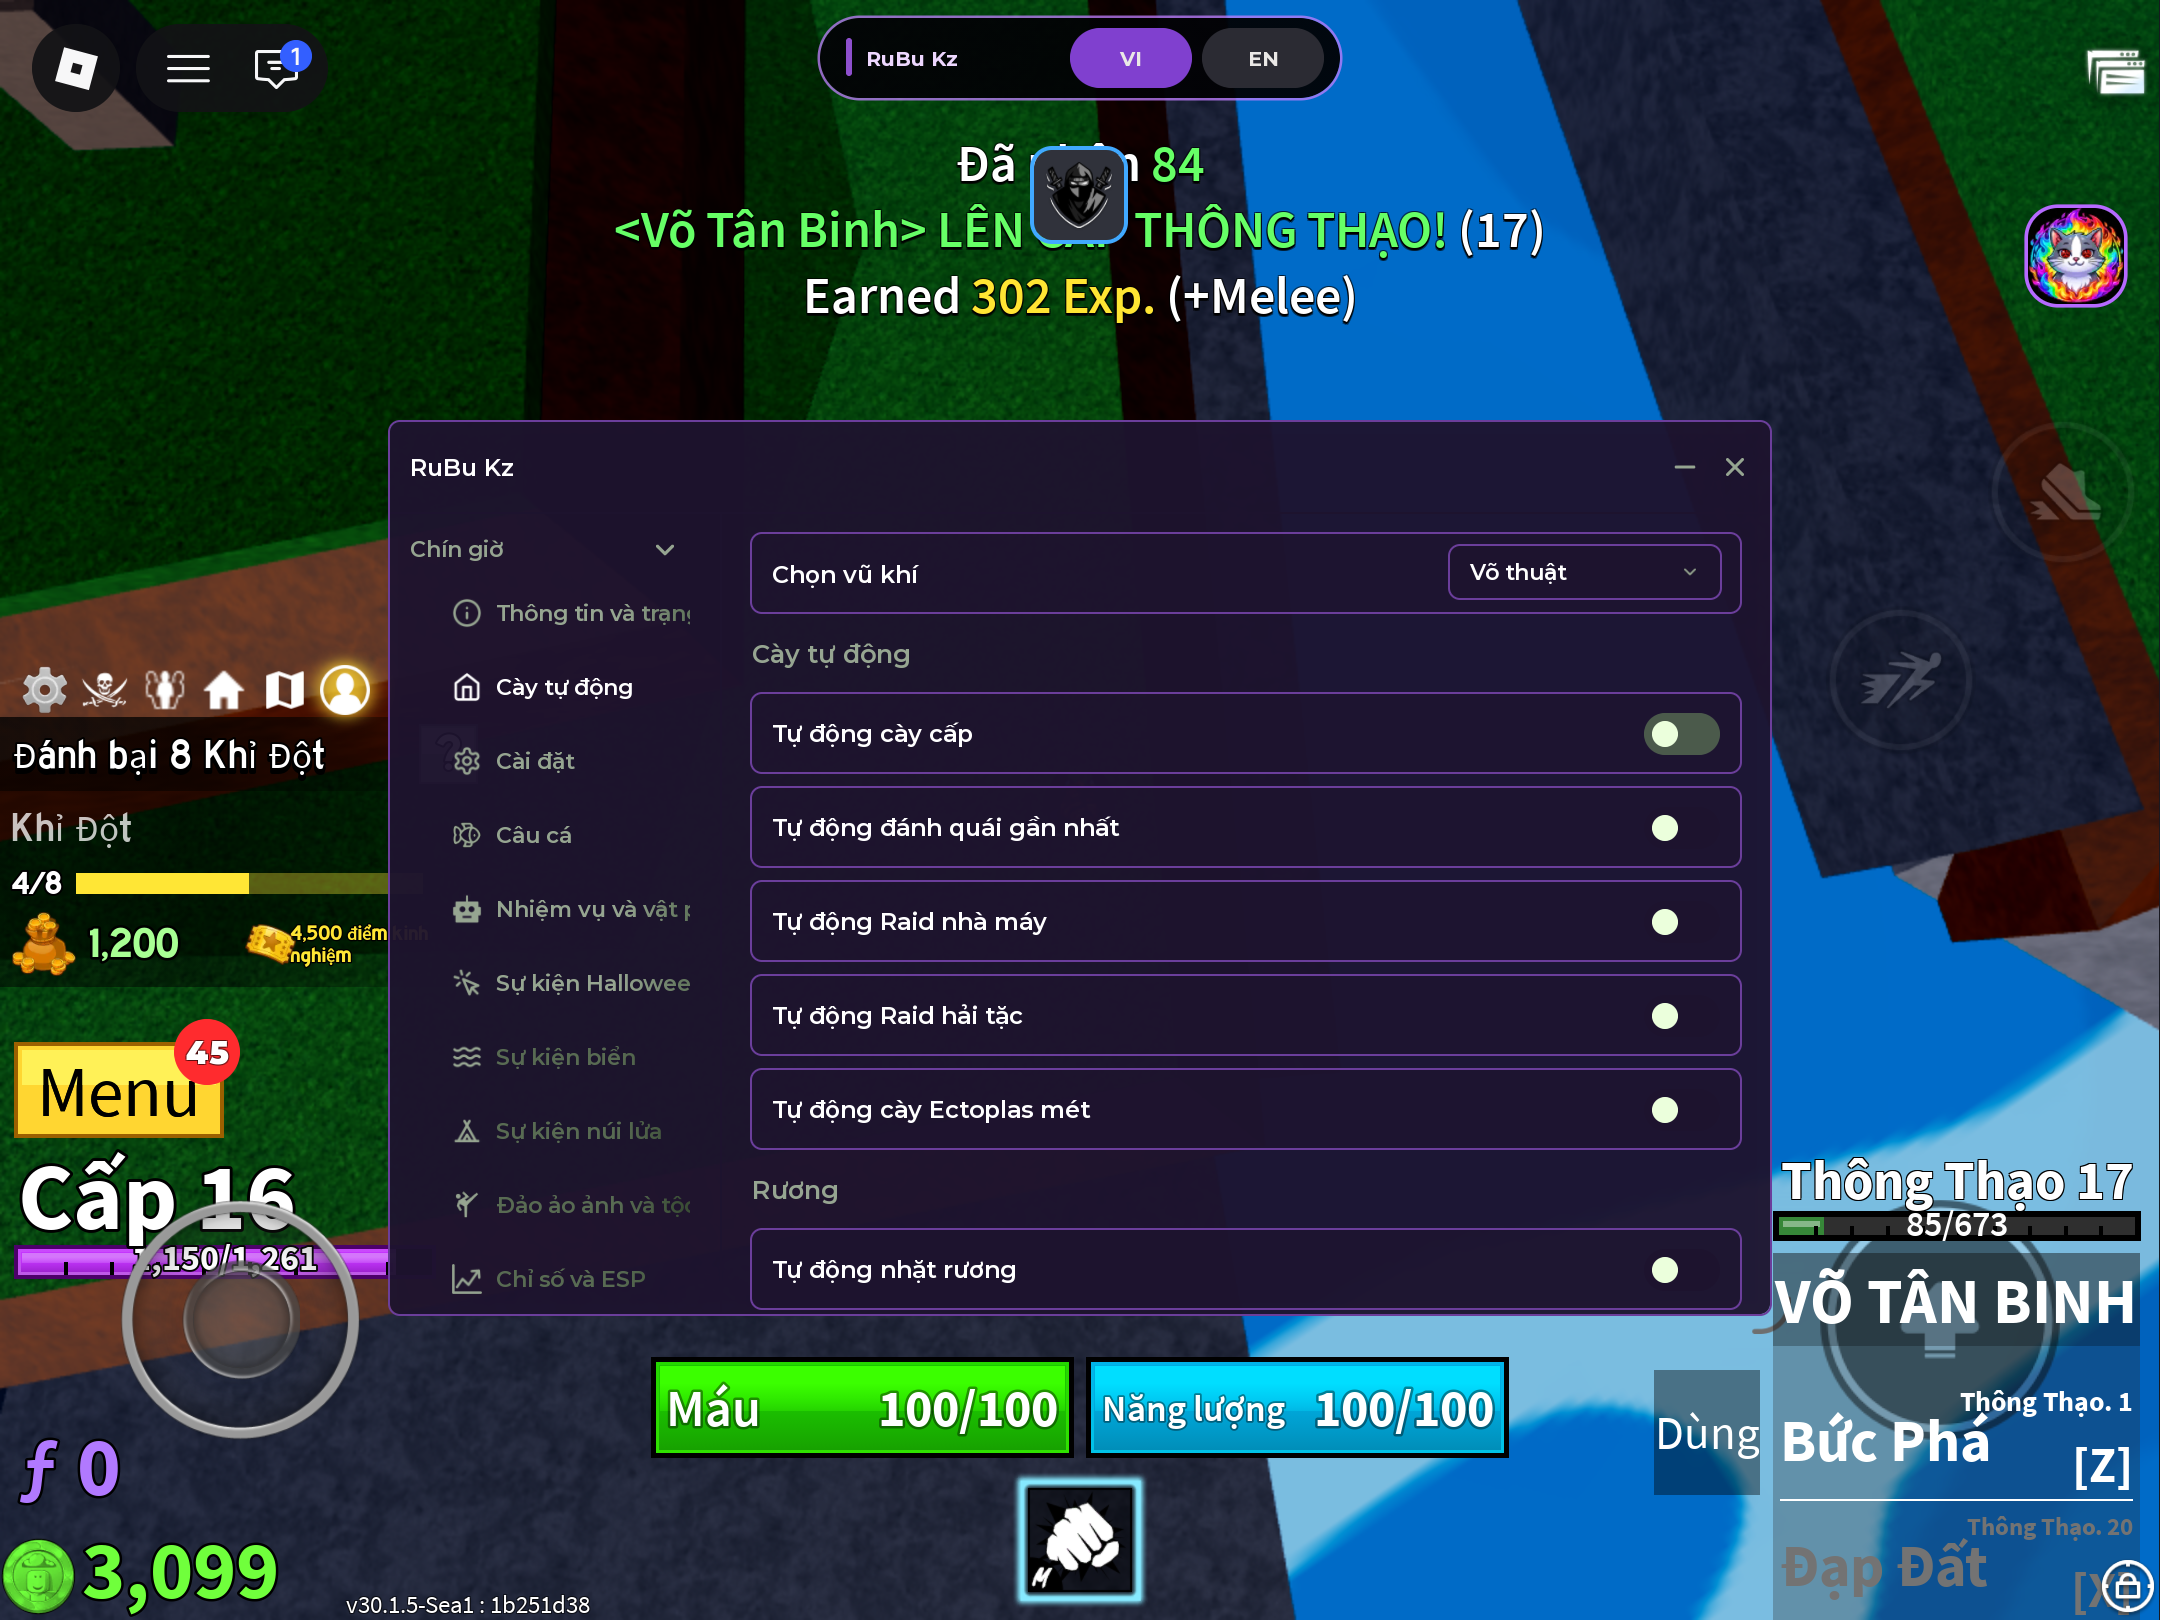 1
RuBu Kz
VI
EN
Đã 84
<Võ Tân Binh> LÊN THÔNG THẠO! (17)
Earned 302 Exp. (+Melee)
RuBu Kz
Chín giờ
Thông tin và
Cày tự động
Cài đặt
Câu cá
Nhiệm vụ và vật
Sự kiện Hallowee
Sự kiện biển
Sự kiện núi lửa
Đảo ảo ảnh và
Chỉ số và ESP
Chọn vũ khí
Võ thuật
Cày tự động
Tự động cày cấp
Tự động đánh quái gần nhất
Tự động Raid nhà máy
Tự động Raid hải tặc
Tự động cày Ectoplas mét
Rương
Tự động nhặt rương
Đánh bại 8 Khỉ Đột
Khỉ Đột
4/8
1,200
4,500 điểm kinh
nghiệm
Menu
45
Cấp 16
1,150/1,261
ƒ 0
3,099
v30.1.5-Sea1 : 1b251d38
Máu 100/100
Năng lượng 100/100
M
Thông Thạo 17
85/673
VÕ TÂN BINH
Dùng
Thông Thạo. 1
Bức Phá
[Z]
Thông Thạo. 20
Đạp Đất
[X]